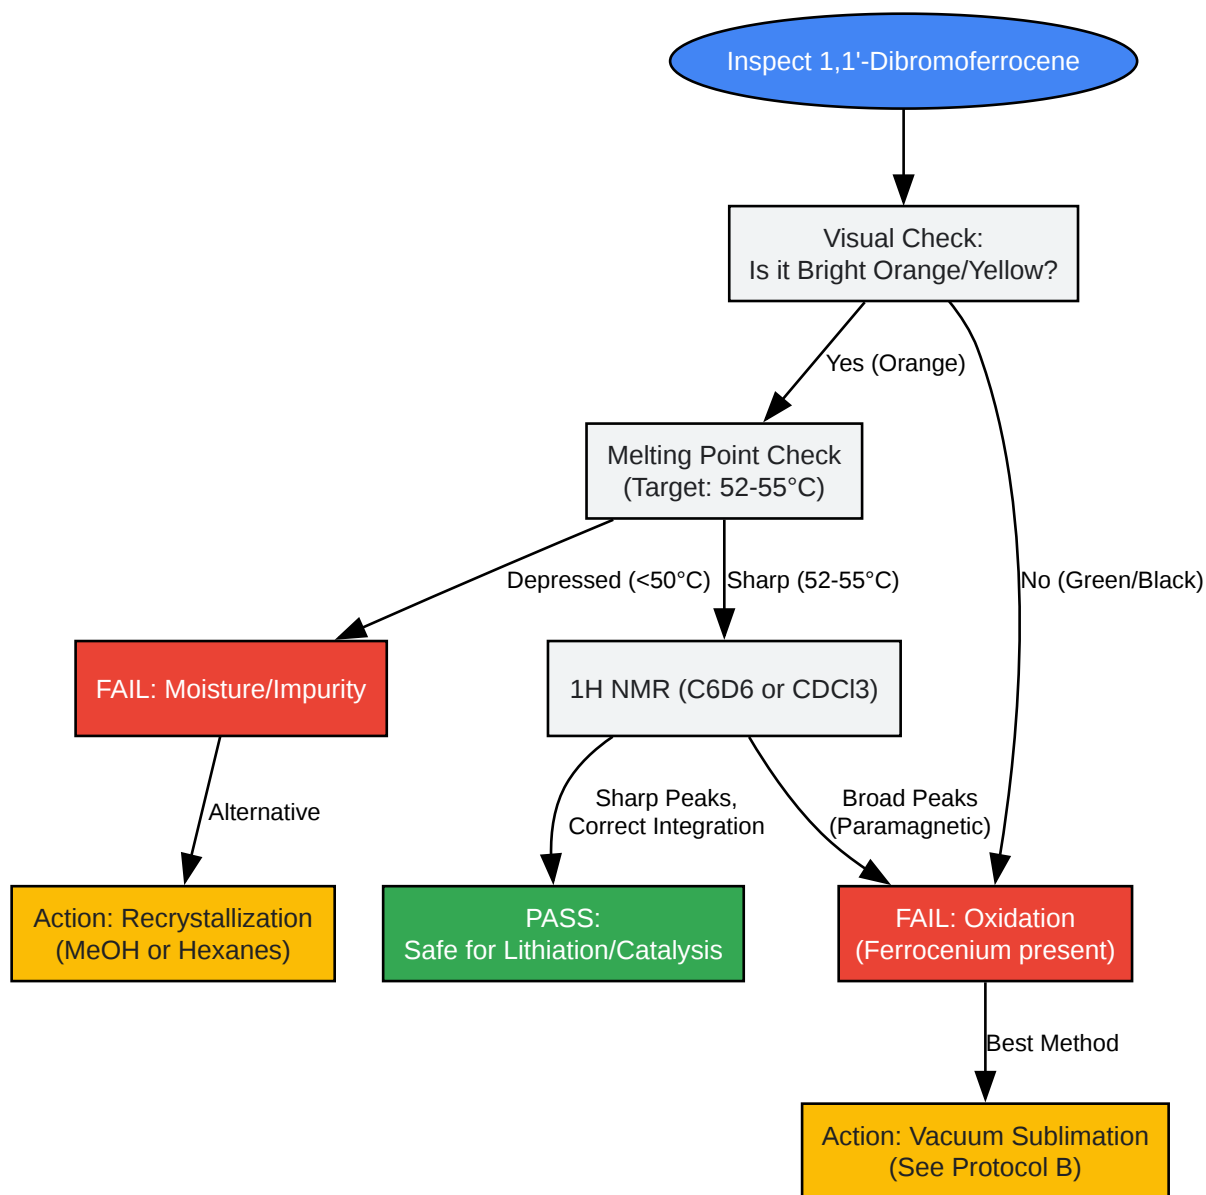 Inspect 1,1'-Dibromoferrocene
Visual Check:
Is it Bright Orange/Yellow?
Yes (Orange)
Melting Point Check
(Target: 52-55°C)
Depressed (<50°C)
Sharp (52-55°C)
No (Green/Black)
FAIL: Moisture/Impurity
1H NMR (C6D6 or CDCl3)
Alternative
Sharp Peaks,
Correct Integration
Broad Peaks
(Paramagnetic)
Action: Recrystallization
(MeOH or Hexanes)
PASS:
Safe for Lithiation/Catalysis
FAIL: Oxidation
(Ferrocenium present)
Best Method
Action: Vacuum Sublimation
(See Protocol B)